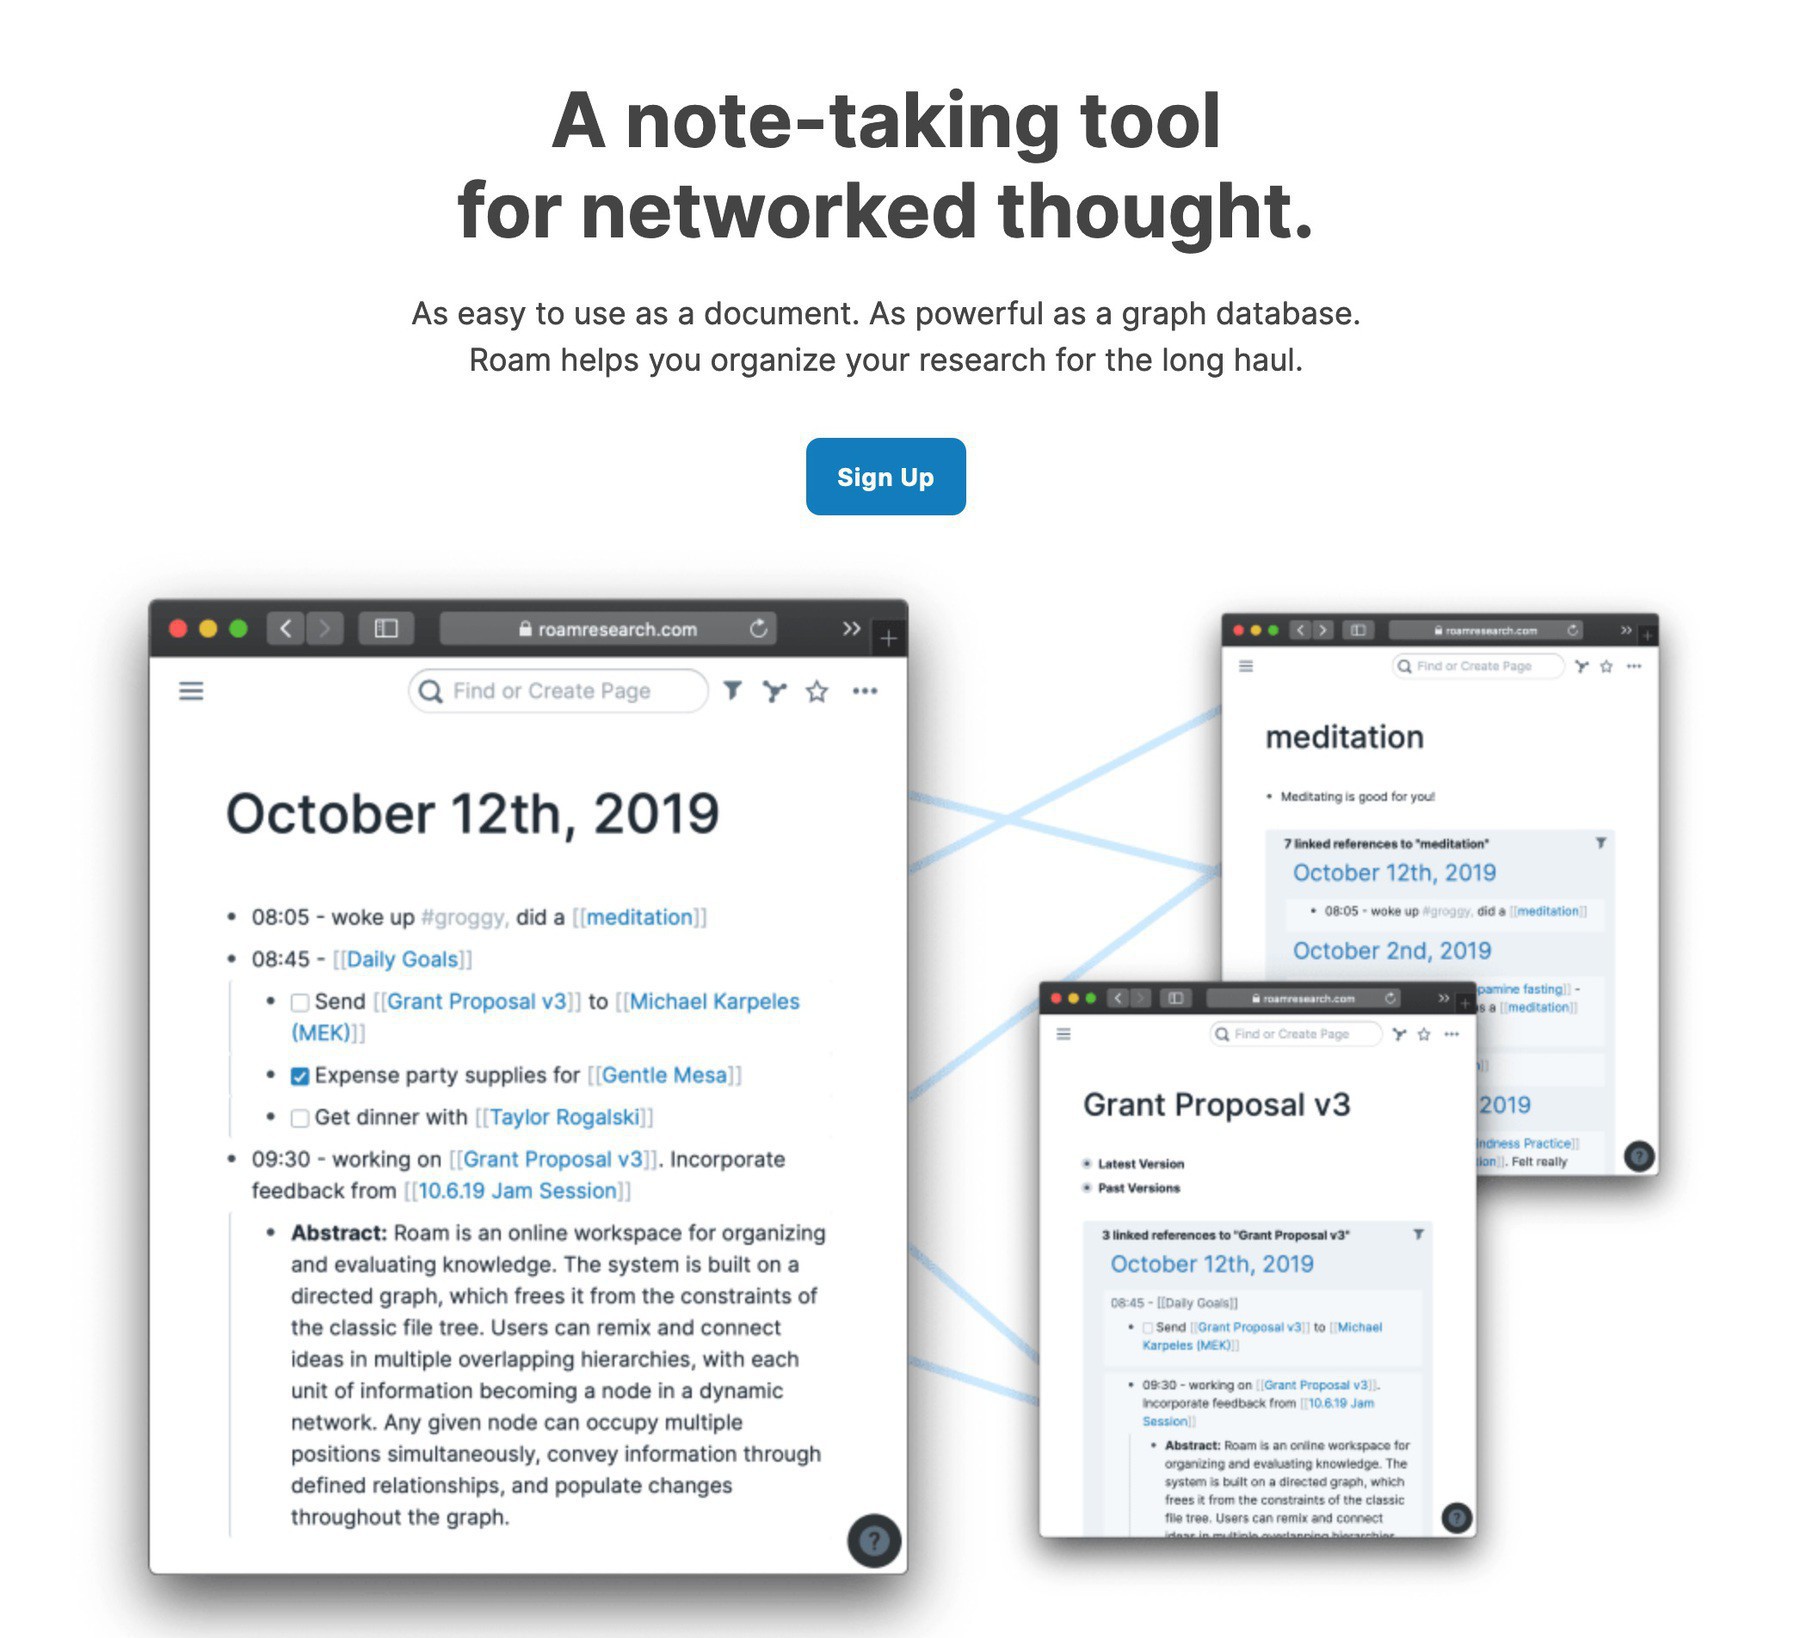 A note-taking tool
for networked thought.
As easy to use as a document. As powerful as a graph database.
Roam helps you organize your research for the long haul.
Sign Up
roamresearch.com
Find or Create Page
October 12th, 2019
08:05 - woke up #groggy, did a [[meditation]]
08:45 - [[Daily Goals]]
Send [[Grant Proposal v3]] to [[Michael Karpeles
(MEK)]]
Expense party supplies for [[Gentle Mesa]]
Get dinner with [[Taylor Rogalski]]
09:30 - working on [[Grant Proposal v3]]. Incorporate
feedback from [[10.6.19 Jam Session]]
Abstract: Roam is an online workspace for organizing
and evaluating knowledge. The system is built on a
directed graph, which frees it from the constraints of
the classic file tree. Users can remix and connect
ideas in multiple overlapping hierarchies, with each
unit of information becoming a node in a dynamic
network. Any given node can occupy multiple
positions simultaneously, convey information through
defined relationships, and populate changes
throughout the graph.
?
roamresearch.com
Find or Create Page
meditation
Meditating is good for you!
7 linked references to "meditation"
October 12th, 2019
08:05 - woke up #groggy, did a [[meditation]]
October 2nd, 2019
fasting]] -
a [[meditation]]
]]
2019
Practice]]
]]. Felt really
?
roamresearch.com
Find or Create Page
Grant Proposal v3
Latest Version
Past Versions
3 linked references to "Grant Proposal v3"
October 12th, 2019
08:45 - [[Daily Goals]]
Send [[Grant Proposal v3]] to [[Michael
Karpeles (MEK)]]
09:30 - working on [[Grant Proposal v3]].
Incorporate feedback from [[10.6.19 Jam
Session]]
Abstract: Roam is an online workspace for
organizing and evaluating knowledge. The
system is built on a directed graph, which
frees it from the constraints of the classic
file tree. Users can remix and connect
ideas in multiple overlapping hierarchies
?